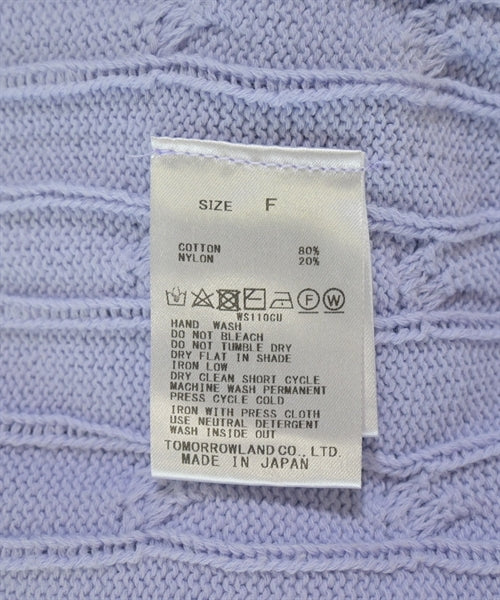 SIZE F
COTTON 80%
NYLON 20%
F W
WS110GU
HAND WASH
DO NOT BLEACH
DO NOT TUMBLE DRY
DRY FLAT IN SHADE
IRON LOW
DRY CLEAN SHORT CYCLE
MACHINE WASH PERMANENT
PRESS CYCLE COLD
IRON WITH PRESS CLOTH
USE NEUTRAL DETERGENT
WASH INSIDE OUT
TOMORROWLAND CO., LTD.
MADE IN JAPAN